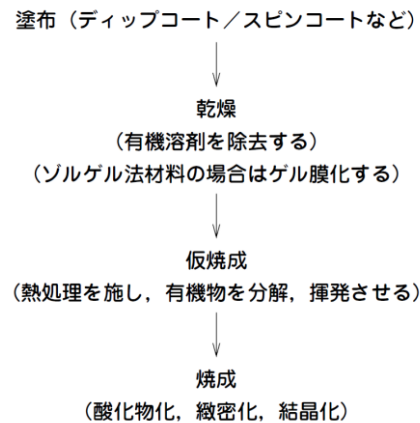 塗布（ディップコート／スピンコートなど）
乾燥
（有機溶剤を除去する）
（ゾルゲル法材料の場合はゲル膜化する）
仮焼成
（熱処理を施し，有機物を分解，揮発させる）
焼成
（酸化物化，緻密化，結晶化）